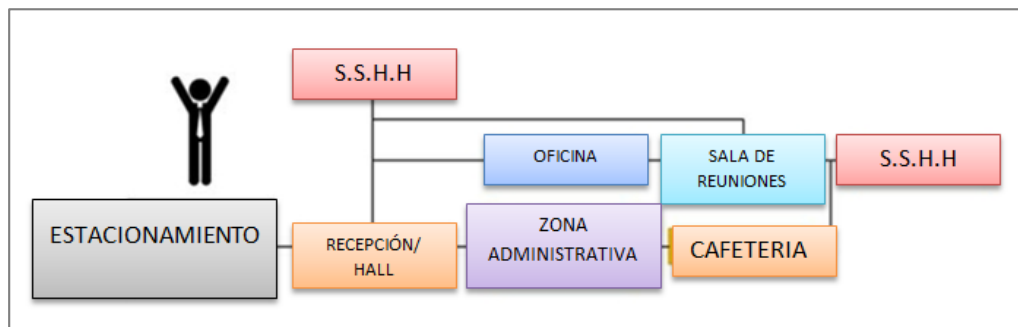 S.S.H.H
OFICINA
SALA DE
REUNIONES
S.S.H.H
ESTACIONAMIENTO
RECEPCIÓN/
HALL
ZONA
ADMINISTRATIVA
CAFETERIA